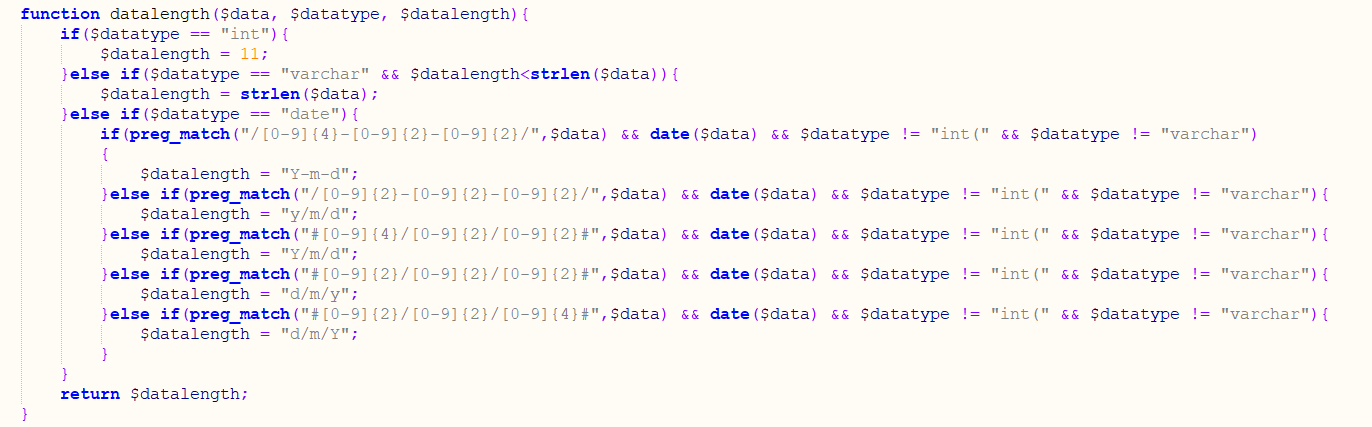 function datalength($data, $datatype, $datalength){
    if($datatype == "int"){
        $datalength = 11;
    }else if($datatype == "varchar" && $datalength<strlen($data)){
        $datalength = strlen($data);
    }else if($datatype == "date"){
        if(preg_match("/[0-9]{4}-[0-9]{2}-[0-9]{2}/",$data) && date($data) && $datatype != "int(" && $datatype != "varchar")
        {
            $datalength = "Y-m-d";
        }else if(preg_match("/[0-9]{2}-[0-9]{2}-[0-9]{2}/",$data) && date($data) && $datatype != "int(" && $datatype != "varchar"){
            $datalength = "y/m/d";
        }else if(preg_match("#[0-9]{4}/[0-9]{2}/[0-9]{2}#",$data) && date($data) && $datatype != "int(" && $datatype != "varchar"){
            $datalength = "Y/m/d";
        }else if(preg_match("#[0-9]{2}/[0-9]{2}/[0-9]{2}#",$data) && date($data) && $datatype != "int(" && $datatype != "varchar"){
            $datalength = "d/m/y";
        }else if(preg_match("#[0-9]{2}/[0-9]{2}/[0-9]{4}#",$data) && date($data) && $datatype != "int(" && $datatype != "varchar"){
            $datalength = "d/m/Y";
        }
    }
    return $datalength;
}